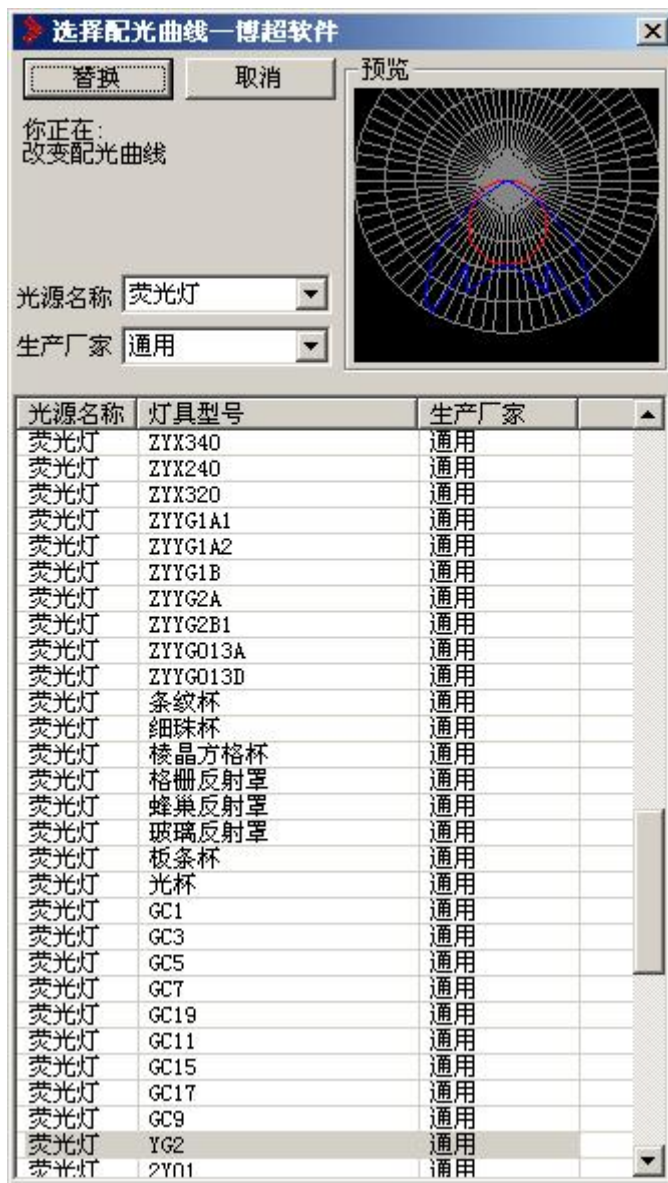 选择配光曲线—博超软件
替换 取消 预览
你正在:
改变配光曲线
光源名称 荧光灯
生产厂家 通用
光源名称 灯具型号 生产厂家
荧光灯 ZYX340 通用
荧光灯 ZYX240 通用
荧光灯 ZYX320 通用
荧光灯 ZYYG1A1 通用
荧光灯 ZYYG1A2 通用
荧光灯 ZYYG1B 通用
荧光灯 ZYYG2A 通用
荧光灯 ZYYG2B1 通用
荧光灯 ZYYG013A 通用
荧光灯 ZYYG013D 通用
荧光灯 条纹杯 通用
荧光灯 细珠杯 通用
荧光灯 棱晶方格杯 通用
荧光灯 格栅反射罩 通用
荧光灯 蜂巢反射罩 通用
荧光灯 玻璃反射罩 通用
荧光灯 板条杯 通用
荧光灯 光杯 通用
荧光灯 GC1 通用
荧光灯 GC3 通用
荧光灯 GC5 通用
荧光灯 GC7 通用
荧光灯 GC19 通用
荧光灯 GC11 通用
荧光灯 GC15 通用
荧光灯 GC17 通用
荧光灯 GC9 通用
荧光灯 YG2 通用
荧光灯 2Y01 通用